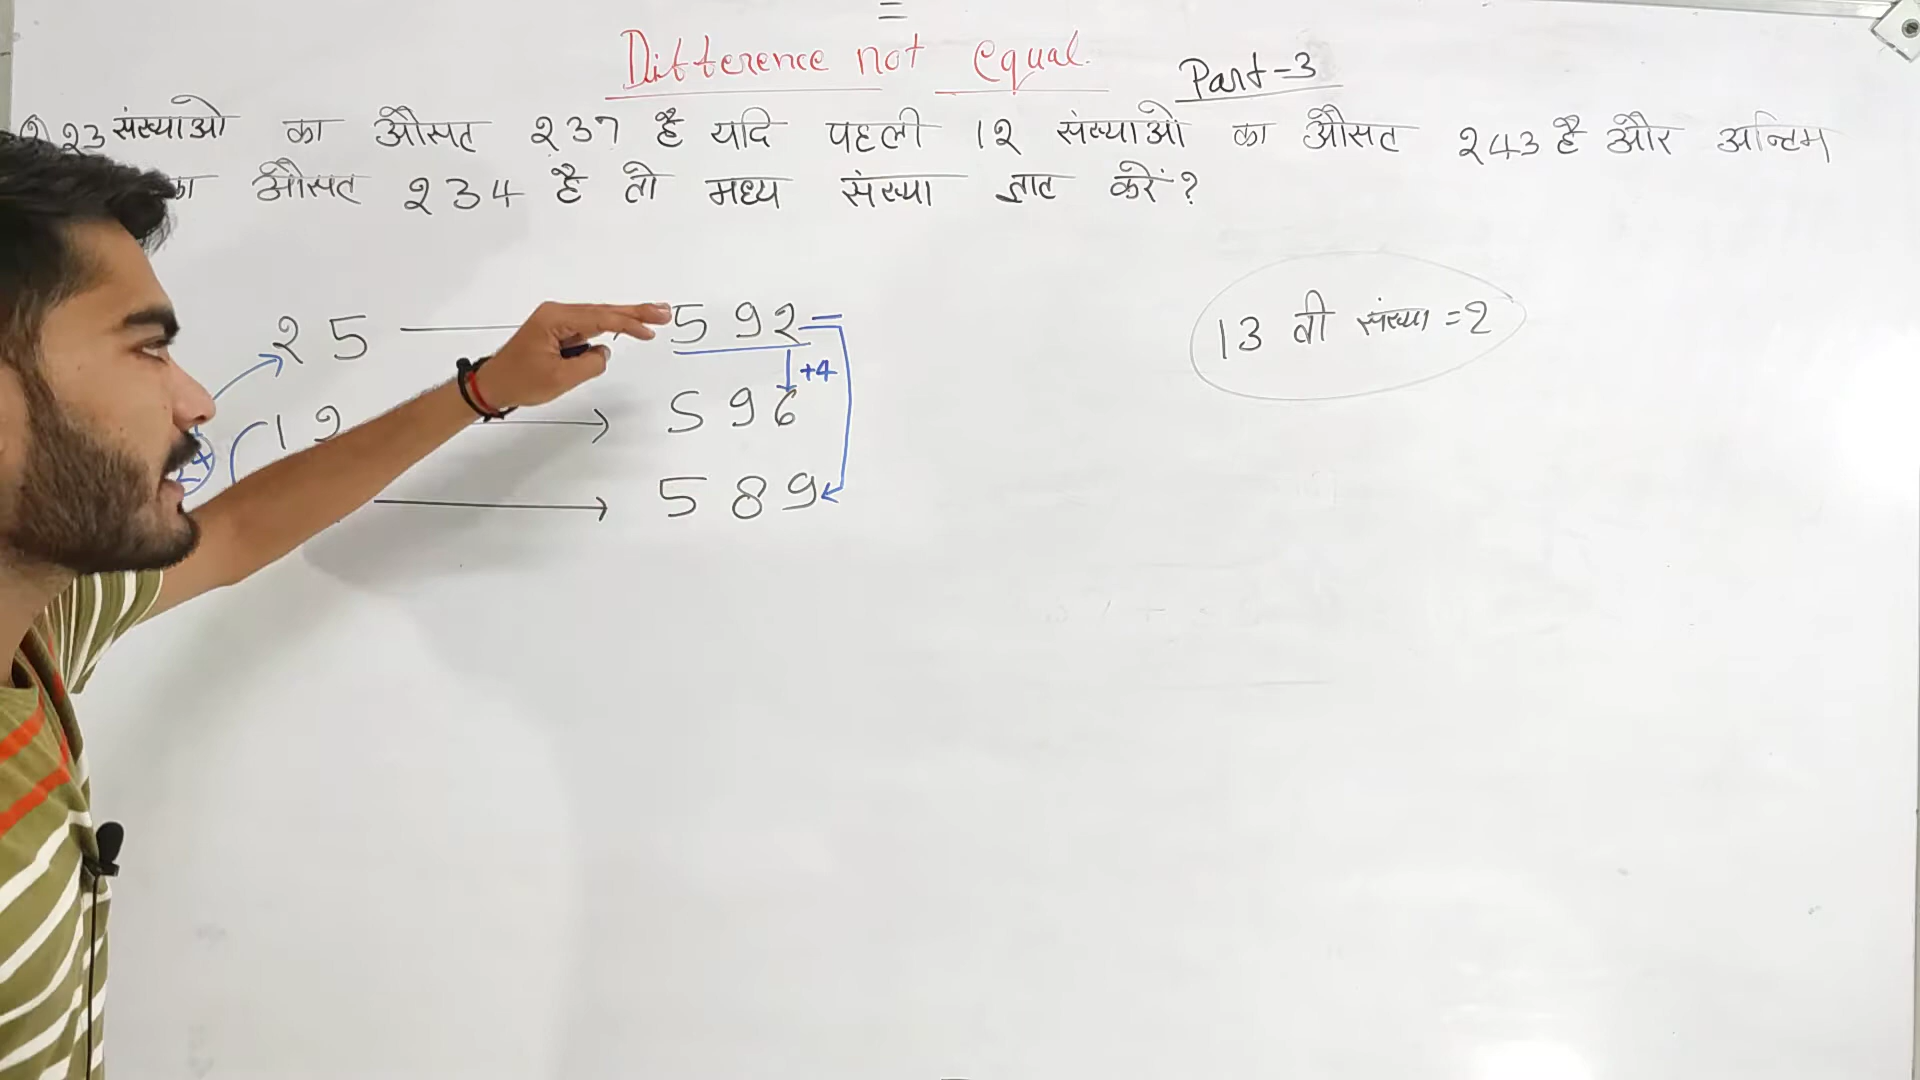 Difference not equal.
Part-3
23 संख्याओ का औसत 237 है यदि पहली 12 संख्याओ का औसत 243 है और अन्तिम
का औसत 234 है तो मध्य संख्या ज्ञात करें ?
25 592
+4
12 596
589
13 वी संख्या = ?